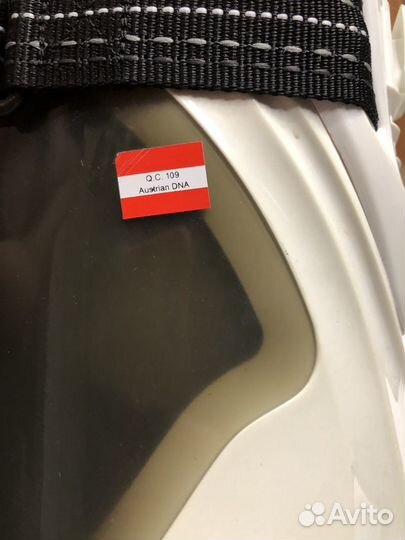 Q.C. 109
Austrian DNA
Avito